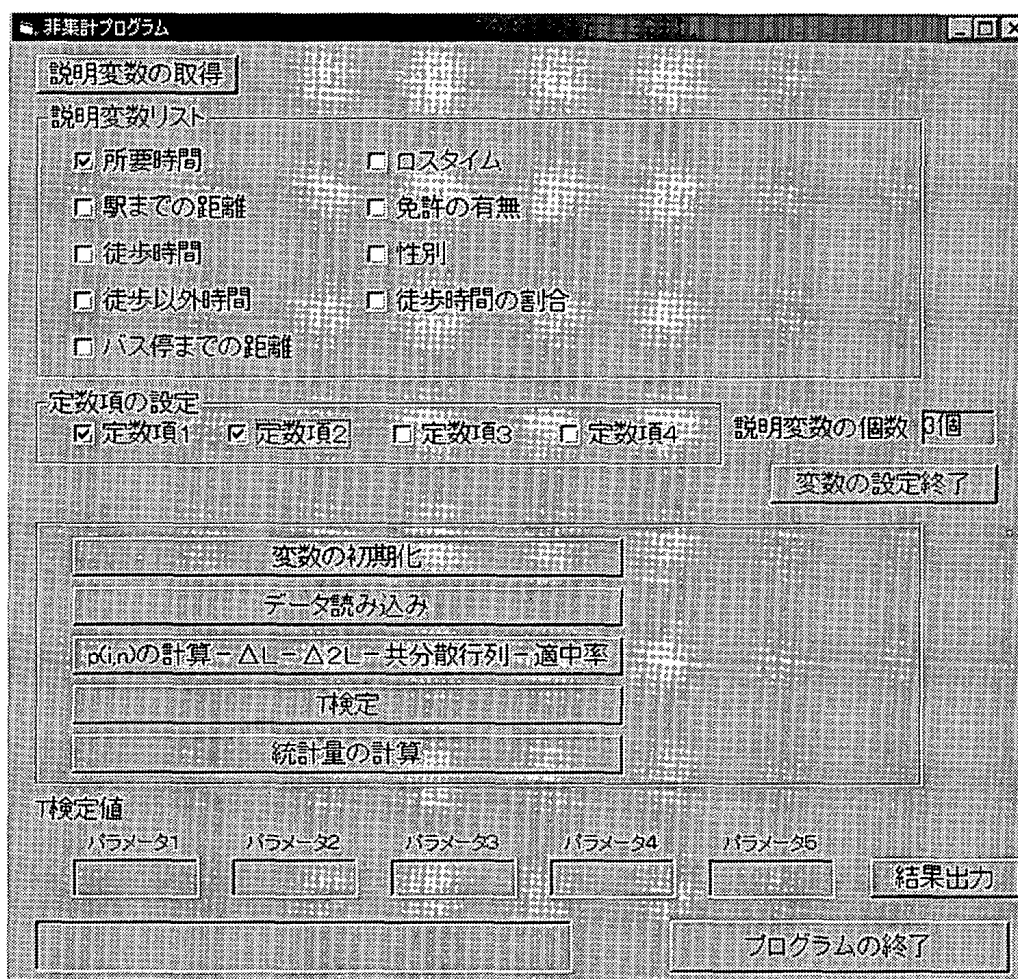 非集計プログラム
説明変数の取得
説明変数リスト
所要時間
ロスタイム
駅までの距離
免許の有無
徒歩時間
性別
徒歩以外時間
徒歩時間の割合
バス停までの距離
定数項の設定
定数項1 定数項2 定数項3 定数項4
説明変数の個数 3個
変数の設定終了
変数の初期化
データ読み込み
p(i,n)の計算-△L-△2L-共分散行列-適中率
T検定
統計量の計算
T検定値
パラメータ1 パラメータ2 パラメータ3 パラメータ4 パラメータ5
結果出力
プログラムの終了